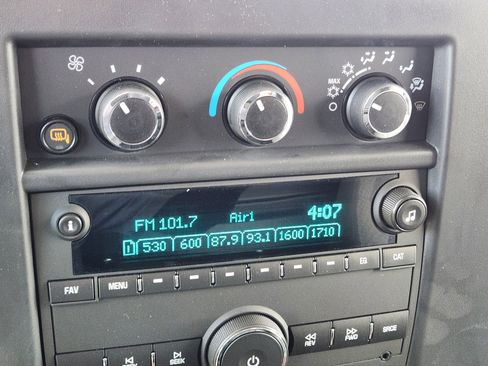 MAX
FM 101.7 Air1 4:07
1 530 600 87.9 93.1 1600 1710
FAV MENU EQ CAT
REV FWD SRCE
SEEK